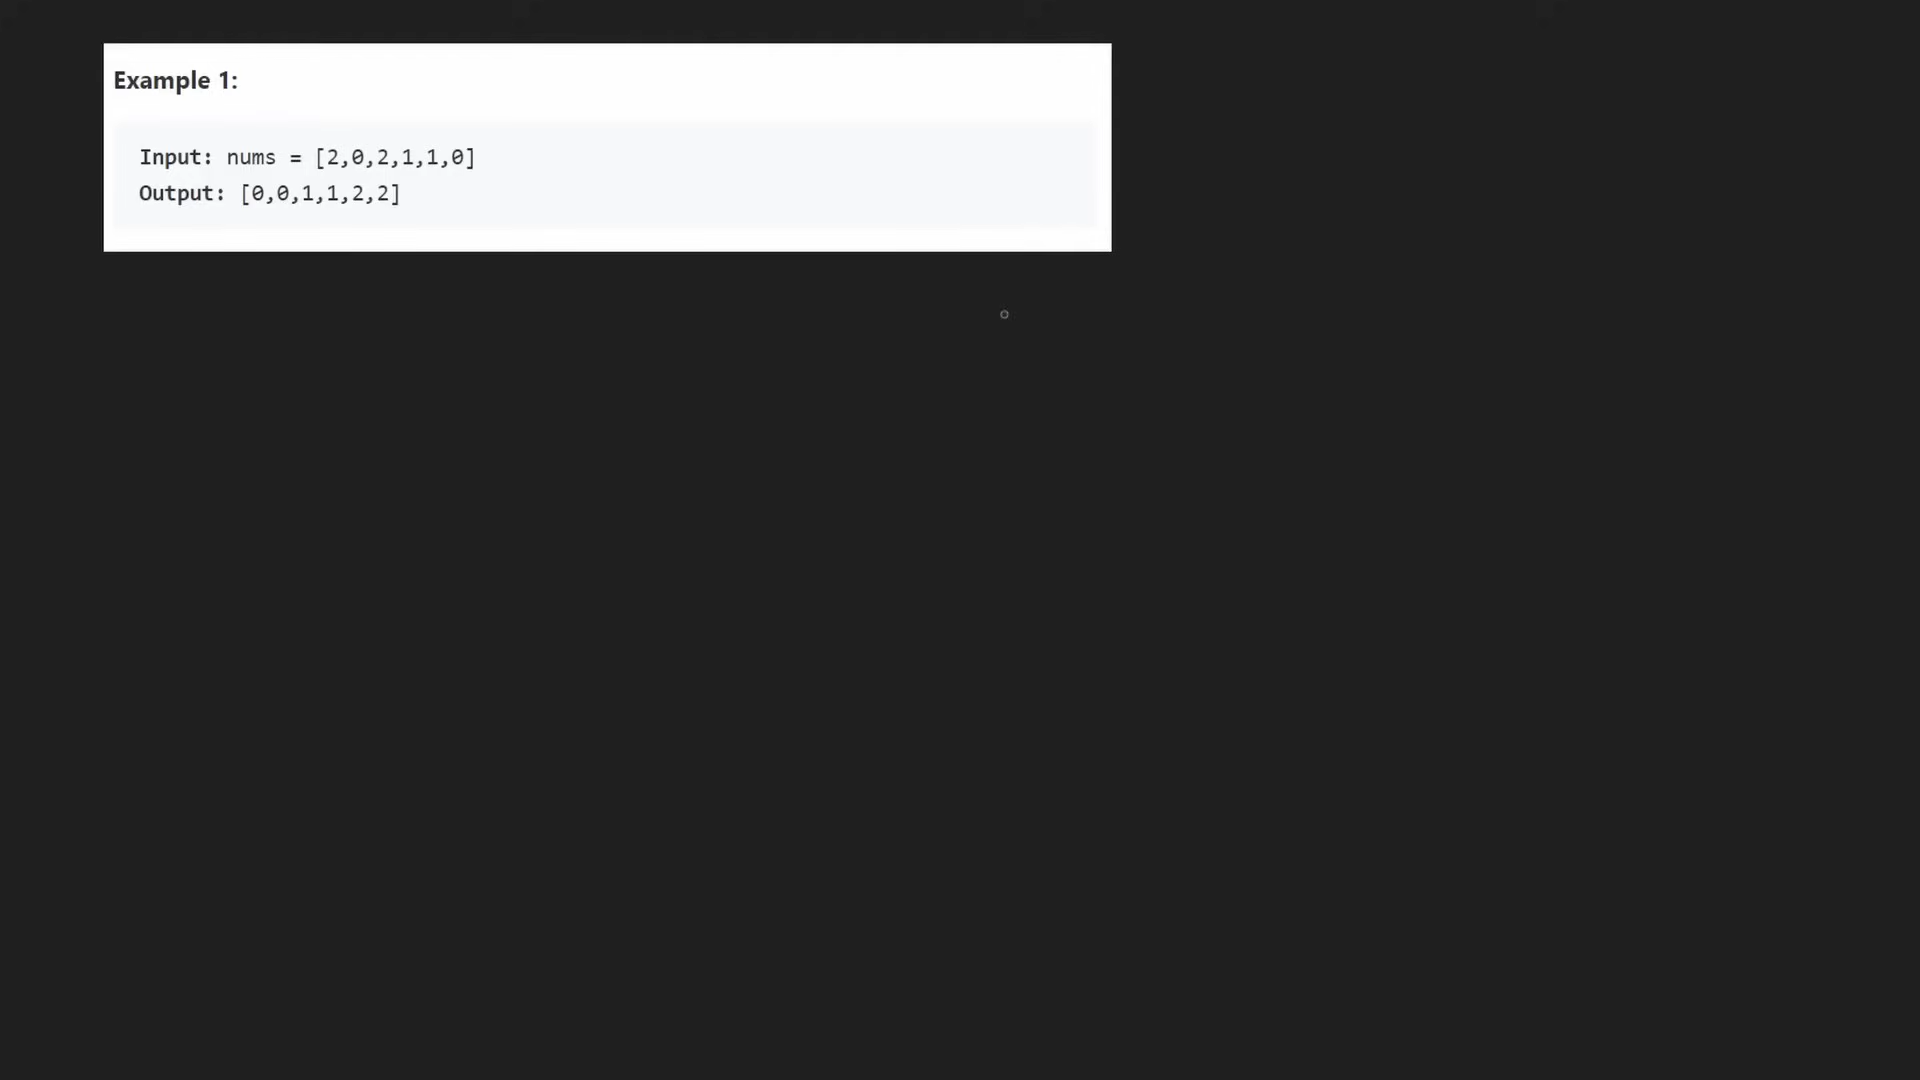 Example 1:
Input: nums = [2,0,2,1,1,0]
Output: [0,0,1,1,2,2]